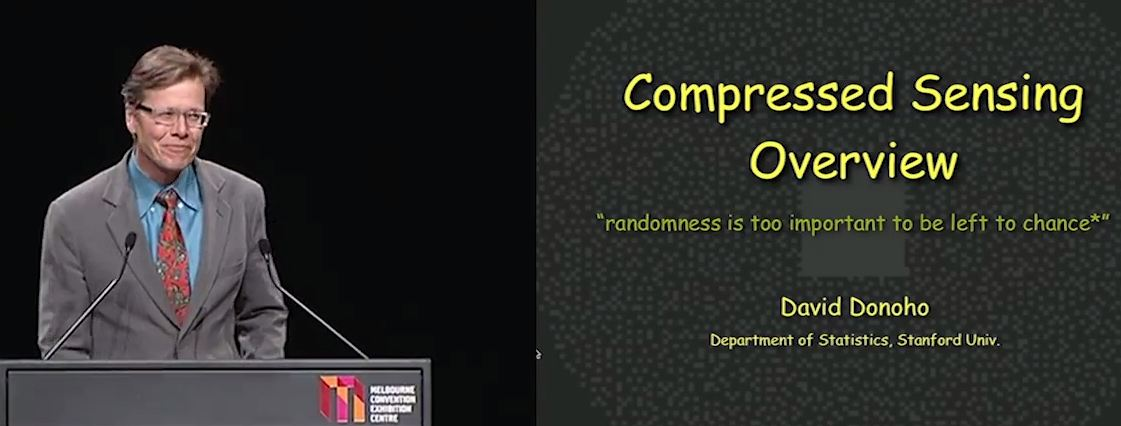 Compressed Sensing
Overview
“randomness is too important to be left to chance*”
David Donoho
Department of Statistics, Stanford Univ.
MELBOURNE
CONVENTION
EXHIBITION
CENTRE